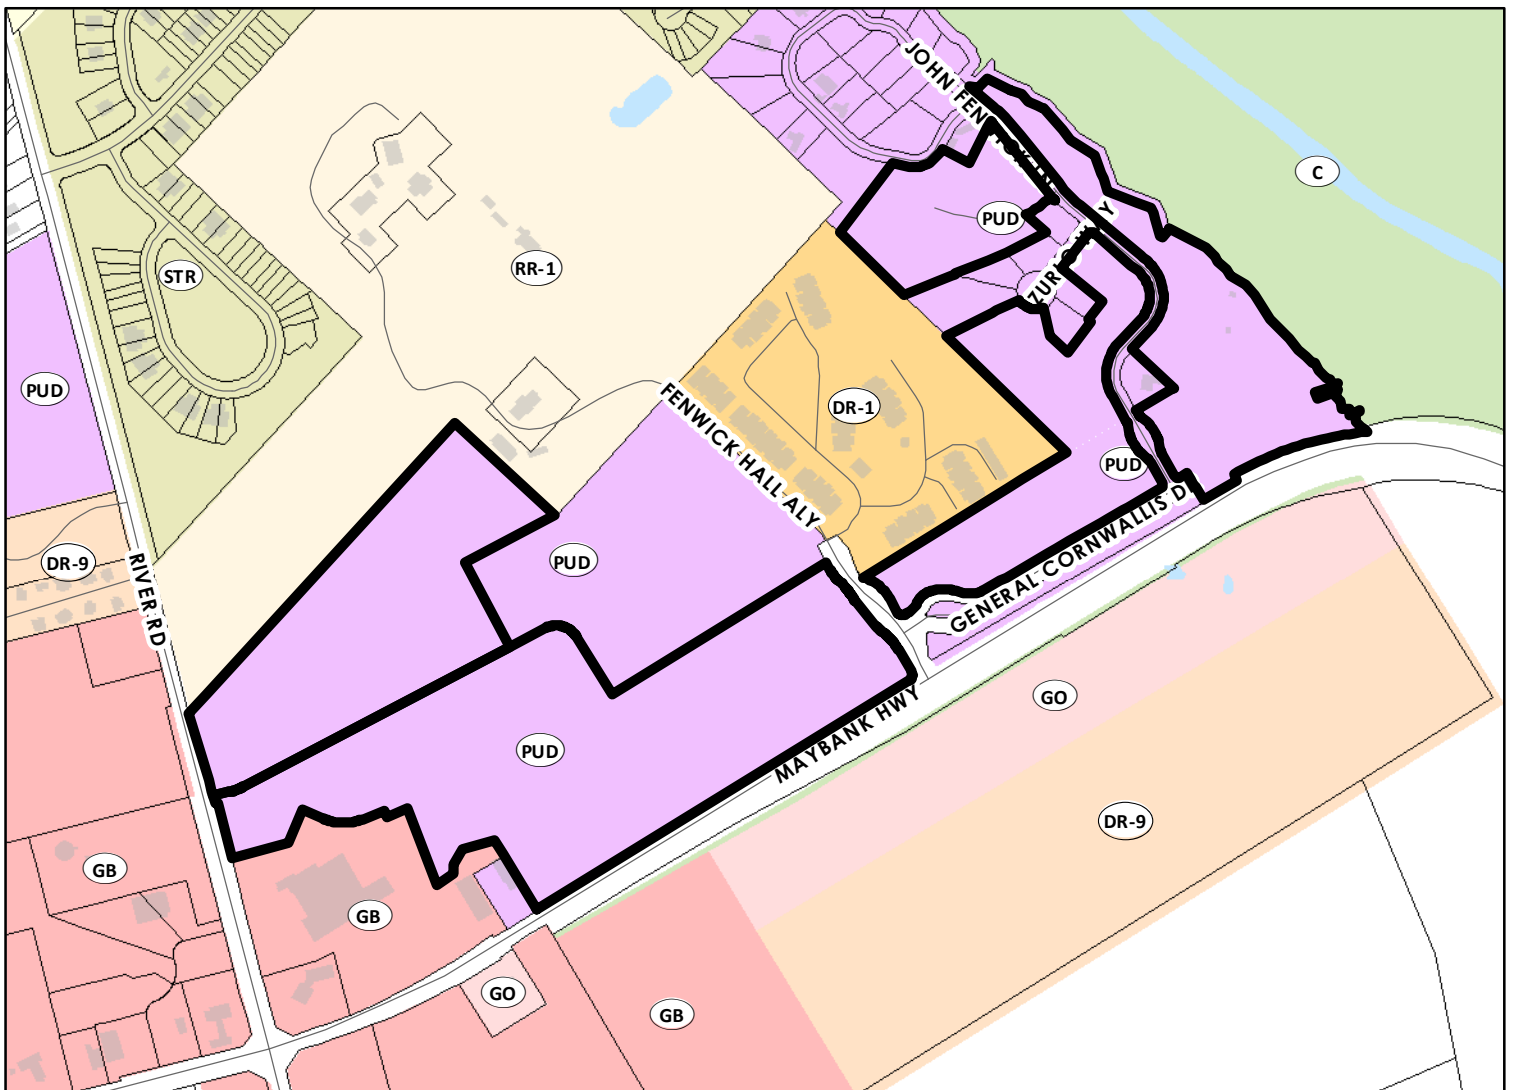 JOHN FEN
C
PUD
ZUR
Y
RR-1
STR
PUD
FENWICK HALL ALY
DR-1
PUD
GENERAL CORNWALLIS D
PUD
DR-9
RIVER RD
GO
MAYBANK HWY
PUD
DR-9
GB
GB
GO
GB